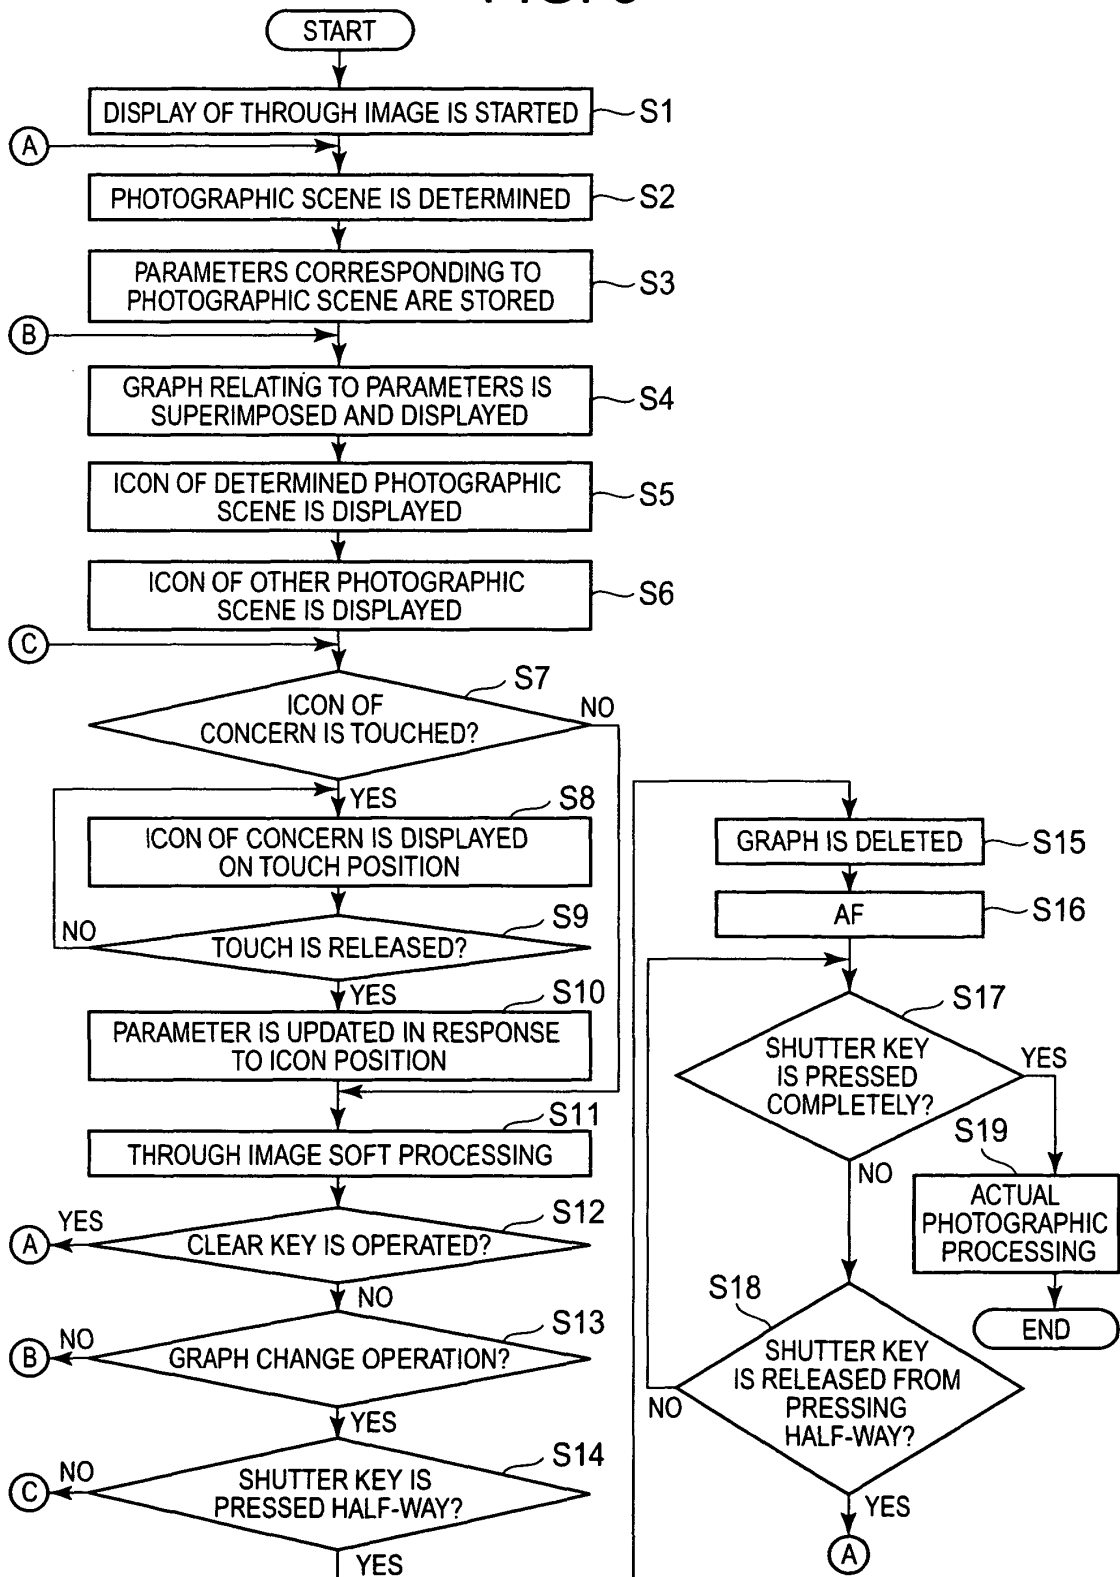 START
DISPLAY OF THROUGH IMAGE IS STARTED
S1
A
PHOTOGRAPHIC SCENE IS DETERMINED
S2
PARAMETERS CORRESPONDING TO
PHOTOGRAPHIC SCENE ARE STORED
S3
B
GRAPH RELATING TO PARAMETERS IS
SUPERIMPOSED AND DISPLAYED
S4
ICON OF DETERMINED PHOTOGRAPHIC
SCENE IS DISPLAYED
S5
ICON OF OTHER PHOTOGRAPHIC
SCENE IS DISPLAYED
S6
C
S7
ICON OF
CONCERN IS TOUCHED?
NO
YES
S8
ICON OF CONCERN IS DISPLAYED
ON TOUCH POSITION
S9
NO
TOUCH IS RELEASED?
YES
S10
PARAMETER IS UPDATED IN RESPONSE
TO ICON POSITION
S11
THROUGH IMAGE SOFT PROCESSING
S12
A
YES
CLEAR KEY IS OPERATED?
NO
S13
B
NO
GRAPH CHANGE OPERATION?
YES
S14
C
NO
SHUTTER KEY IS
PRESSED HALF-WAY?
YES
GRAPH IS DELETED
S15
AF
S16
S17
SHUTTER KEY
IS PRESSED
COMPLETELY?
YES
NO
S19
ACTUAL
PHOTOGRAPHIC
PROCESSING
END
S18
SHUTTER KEY
IS RELEASED FROM
PRESSING
HALF-WAY?
NO
YES
A